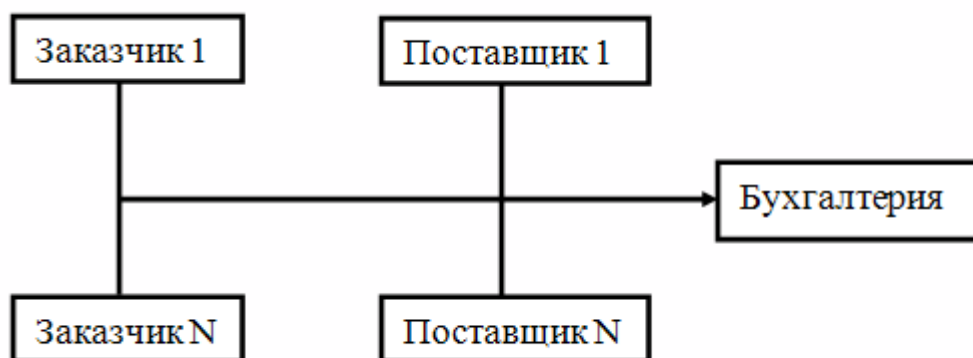 Заказчик 1
Поставщик 1
Бухгалтерия
Заказчик N
Поставщик N